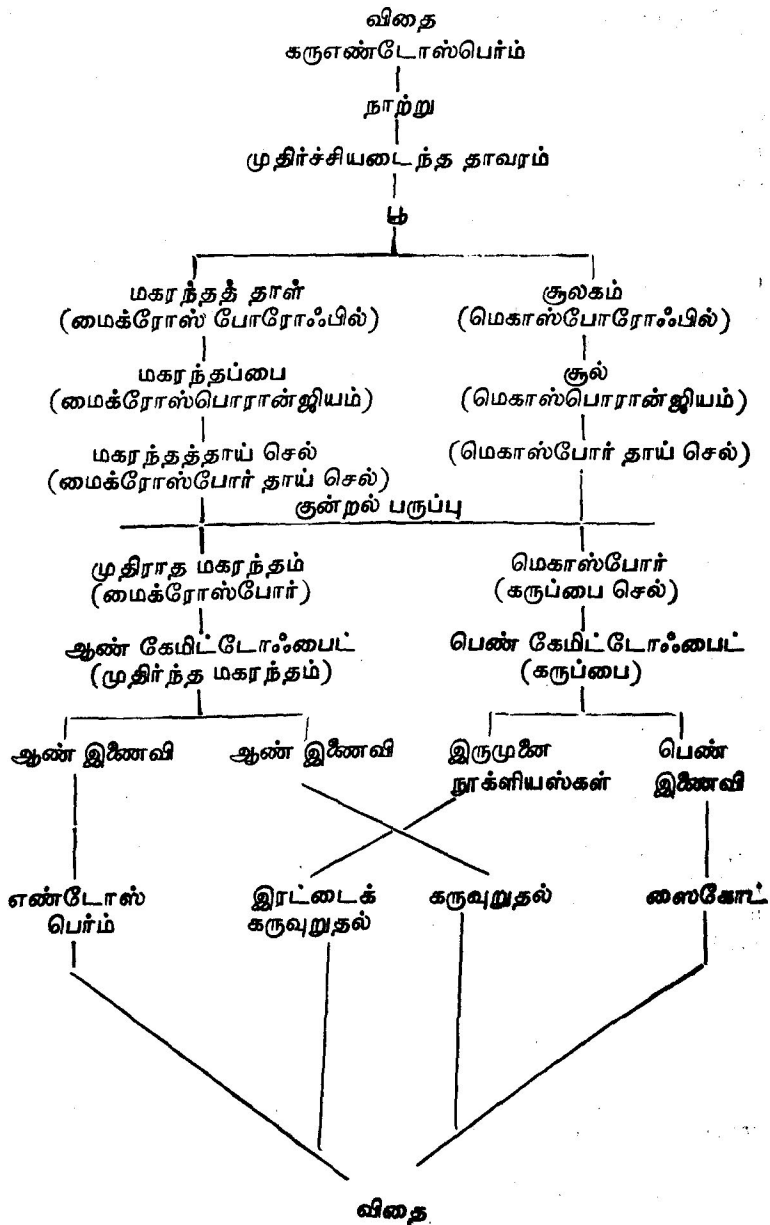 விதை
கருஎண்டோஸ்பெர்ம்
நாற்று
முதிர்ச்சியடைந்த தாவரம்
பூ
மகரந்தத் தாள்
(மைக்ரோஸ் போரோஃபில்)
சூலகம்
(மெகாஸ்போரோஃபில்)
மகரந்தப்பை
(மைக்ரோஸ்பொரான்ஜியம்)
சூல்
(மெகாஸ்பொரான்ஜியம்)
மகரந்தத்தாய் செல்
(மைக்ரோஸ்போர் தாய் செல்)
(மெகாஸ்போர் தாய் செல்)
குன்றல் பருப்பு
முதிராத மகரந்தம்
(மைக்ரோஸ்போர்)
மெகாஸ்போர்
(கருப்பை செல்)
ஆண் கேமிட்டோஃபைட்
(முதிர்ந்த மகரந்தம்)
பெண் கேமிட்டோஃபைட்
(கருப்பை)
ஆண் இணைவி
ஆண் இணைவி
இருமுனை
நூக்ளியஸ்கள்
பெண்
இணைவி
எண்டோஸ்
பெர்ம்
இரட்டைக்
கருவுறுதல்
கருவுறுதல்
ஸைகோட்
விதை